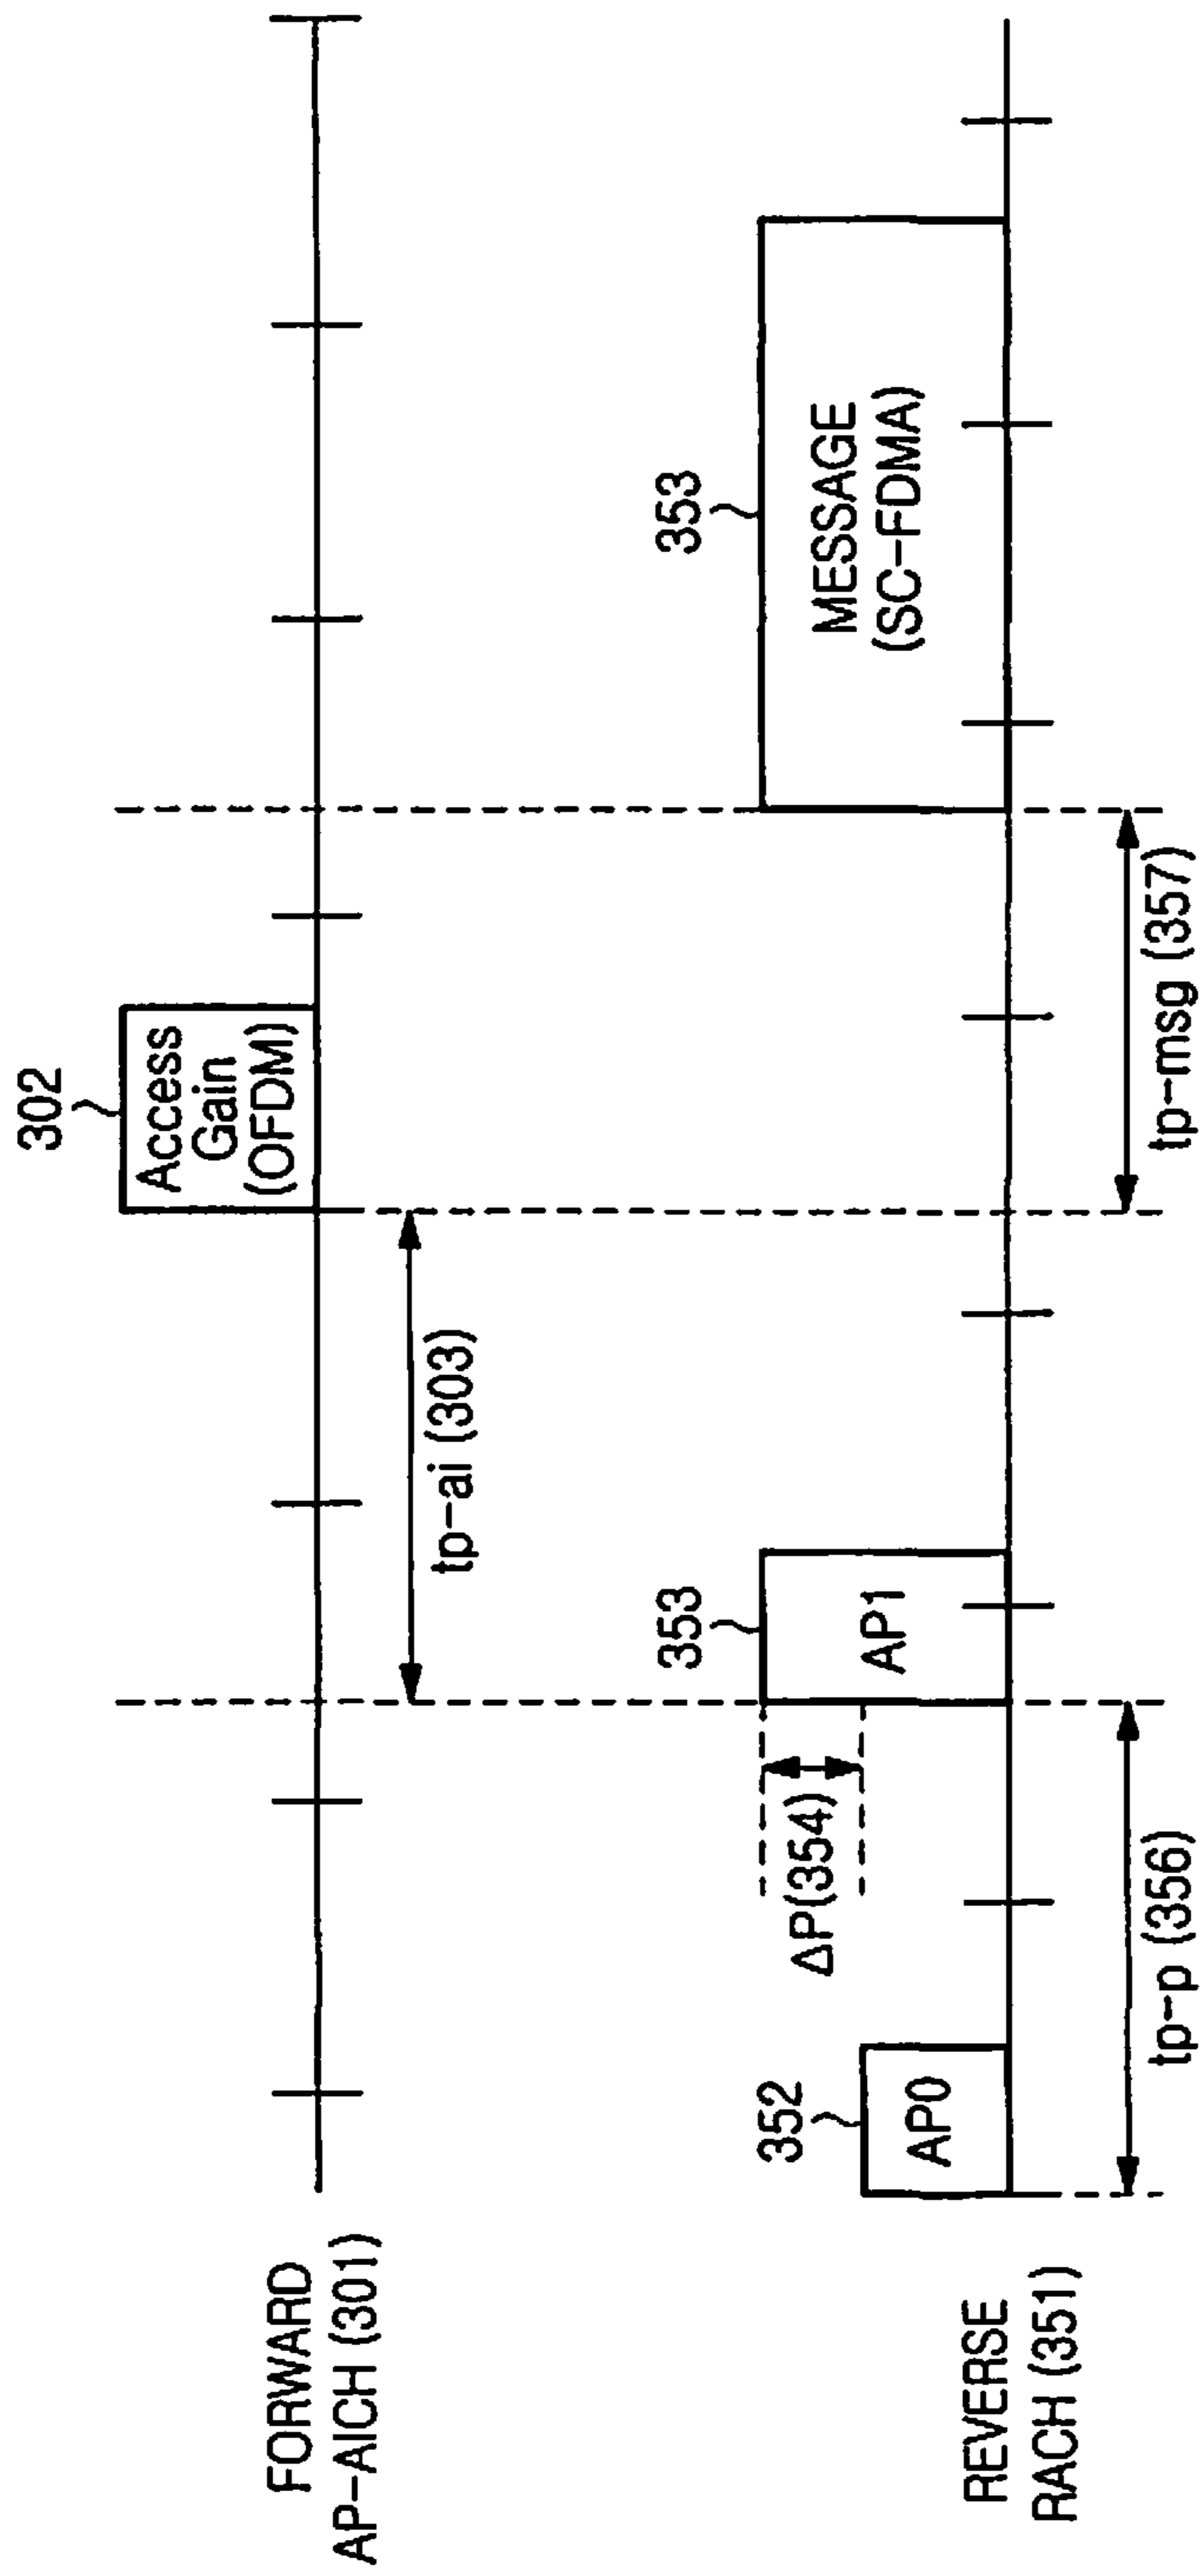 FORWARD
AP-AICH (301)
302
Access
Gain
(OFDM)
tp-ai (303)
REVERSE
RACH (351)
352
AP0
ΔP(354)
353
AP1
353
MESSAGE
(SC-FDMA)
tp-p (356)
tp-msg (357)